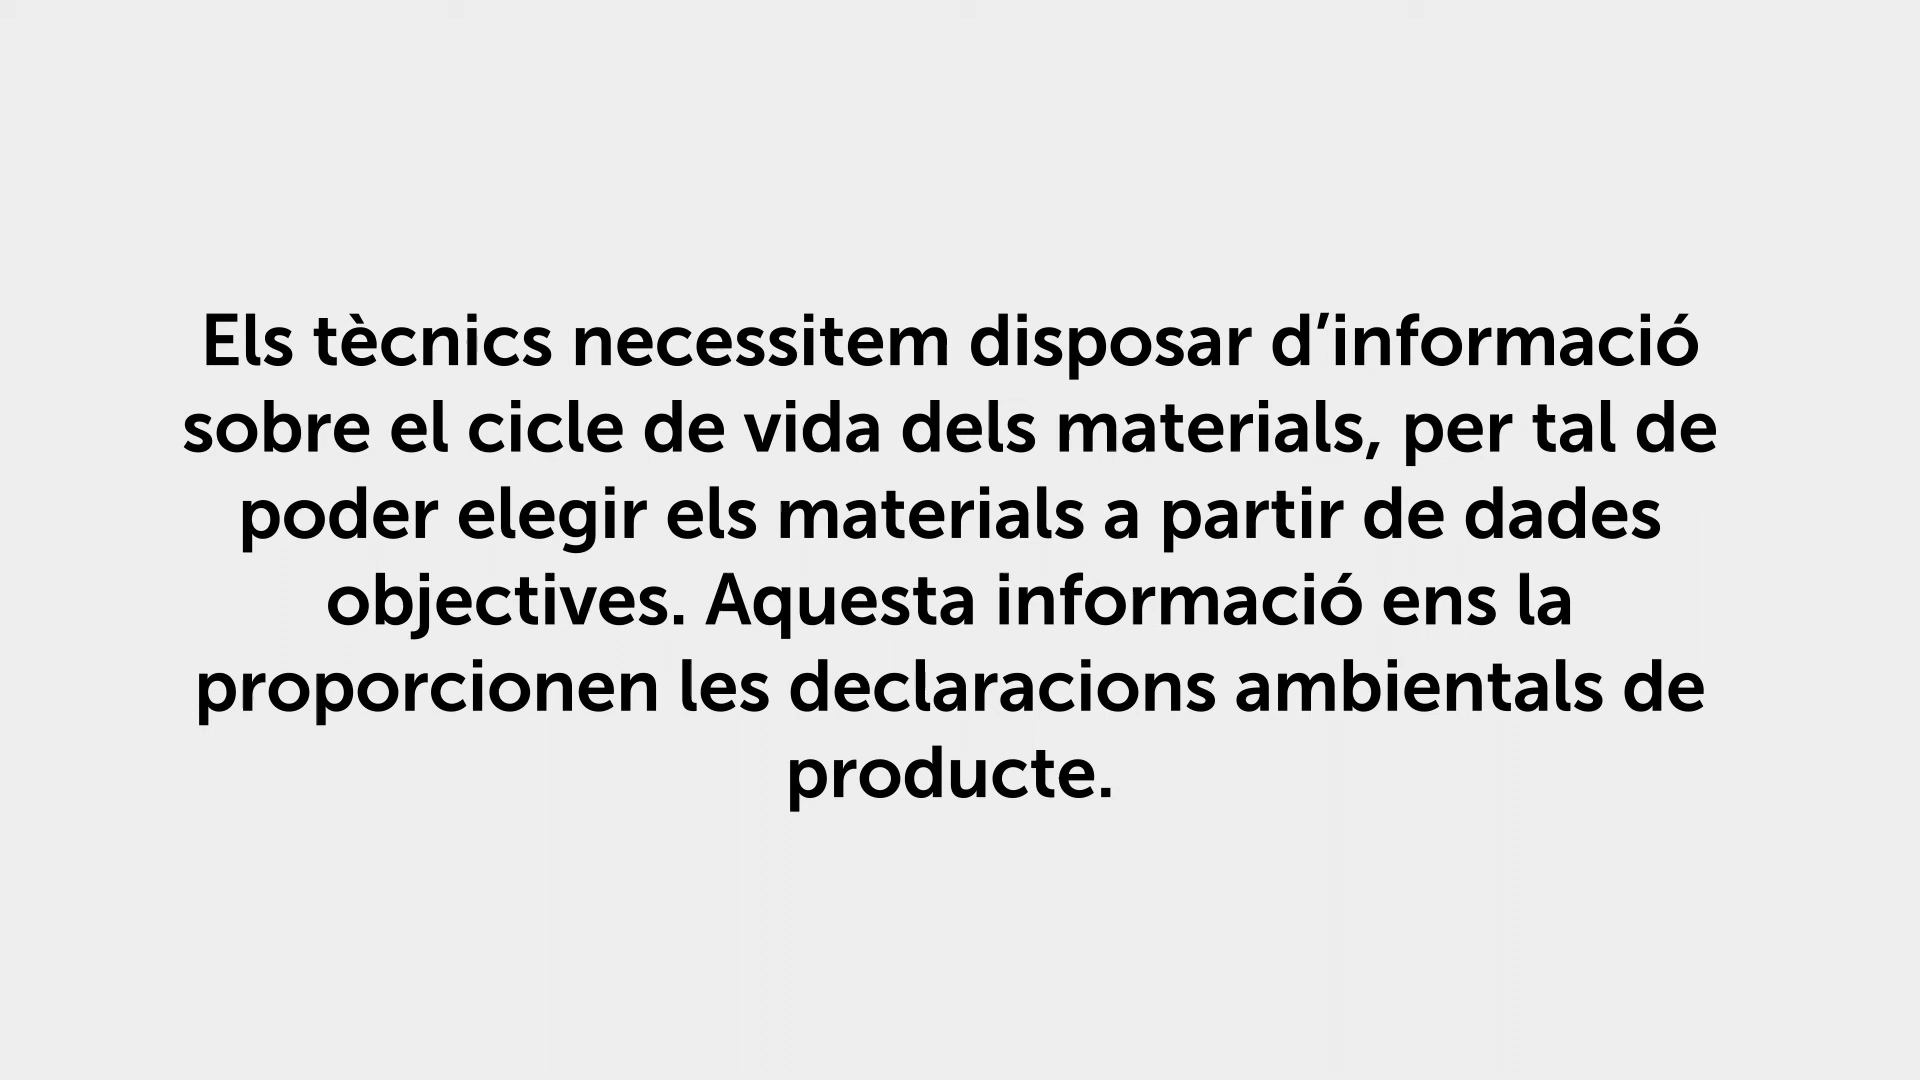 Els tècnics necessitem disposar d’informació
sobre el cicle de vida dels materials, per tal de
poder elegir els materials a partir de dades
objectives. Aquesta informació ens la
proporcionen les declaracions ambientals de
producte.